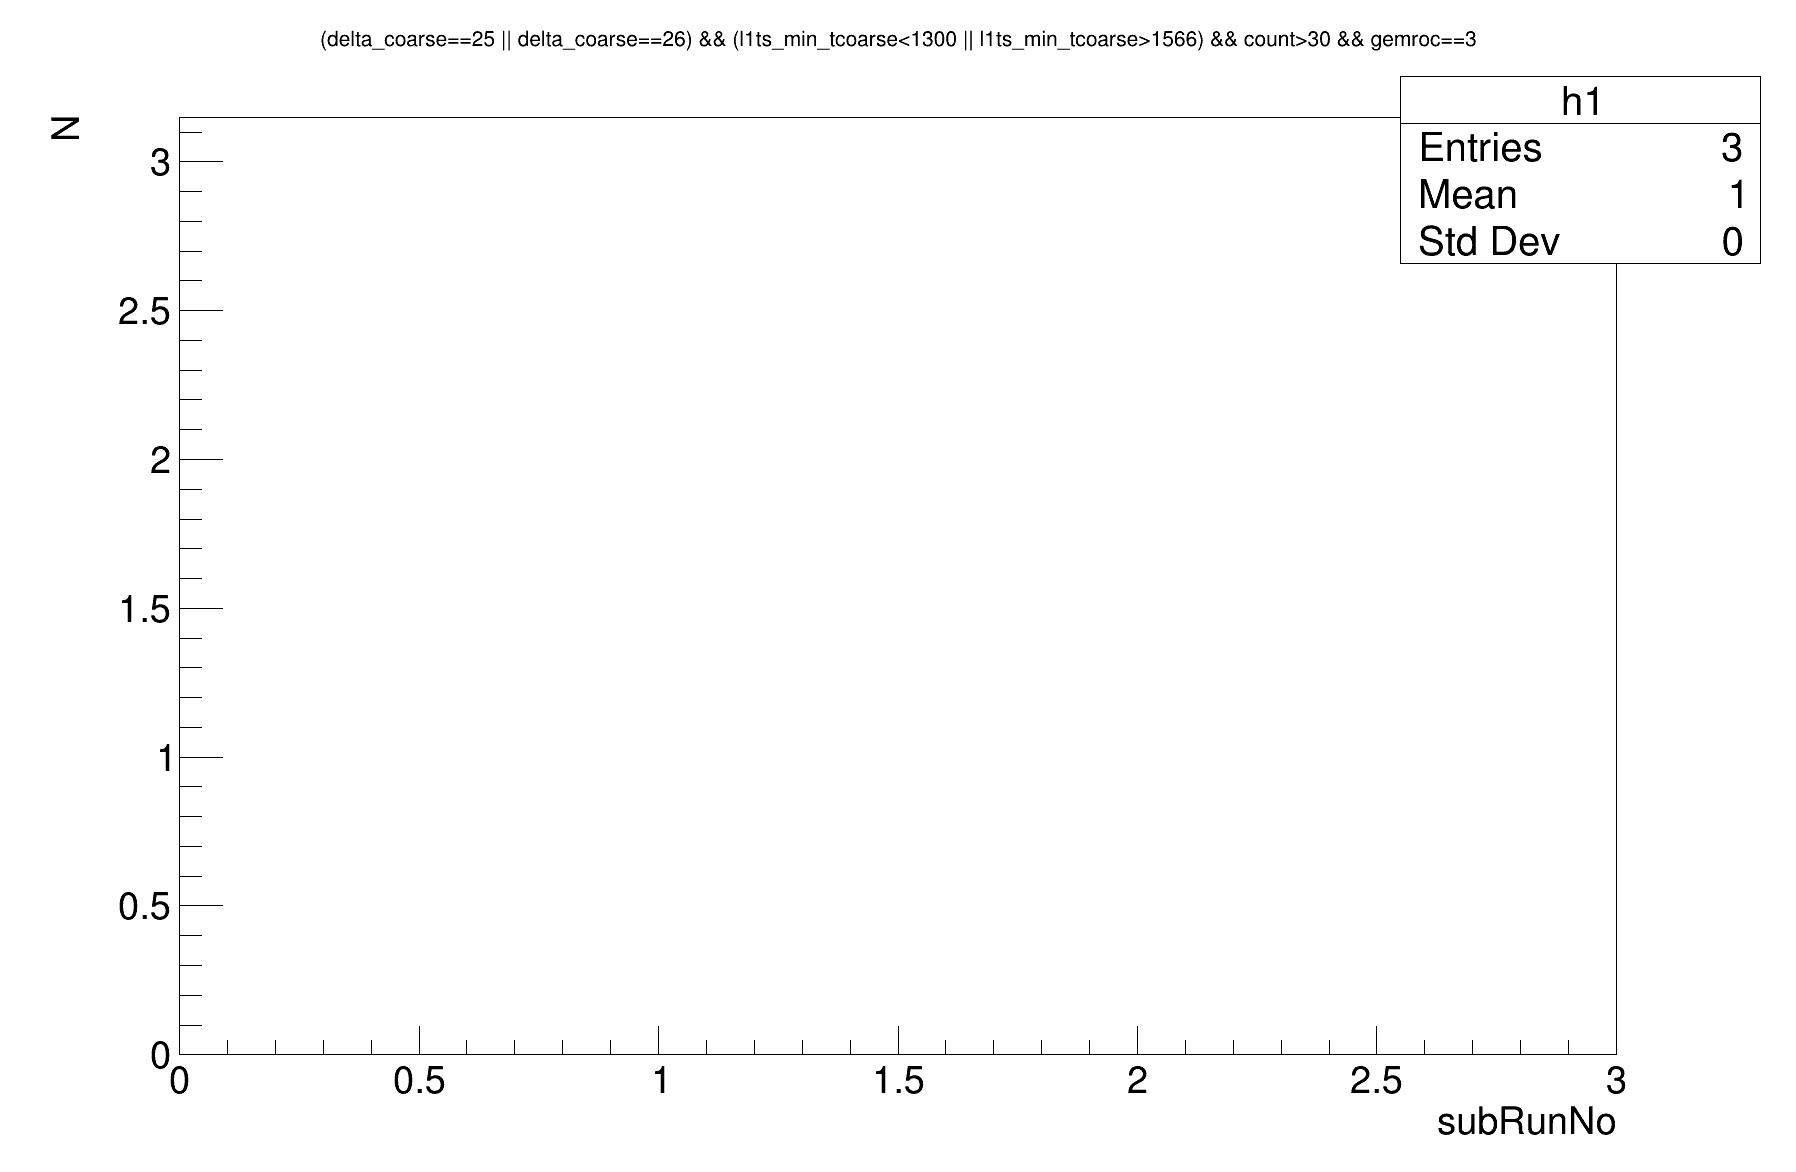 (delta_coarse==25 || delta_coarse==26) && (l1ts_min_tcoarse<1300 || l1ts_min_tcoarse>1566) && count>30 && gemroc==3
h1
Entries 3
Mean 1
Std Dev 0
N
3
2.5
2
1.5
1
0.5
0
0 0.5 1 1.5 2 2.5 3
subRunNo